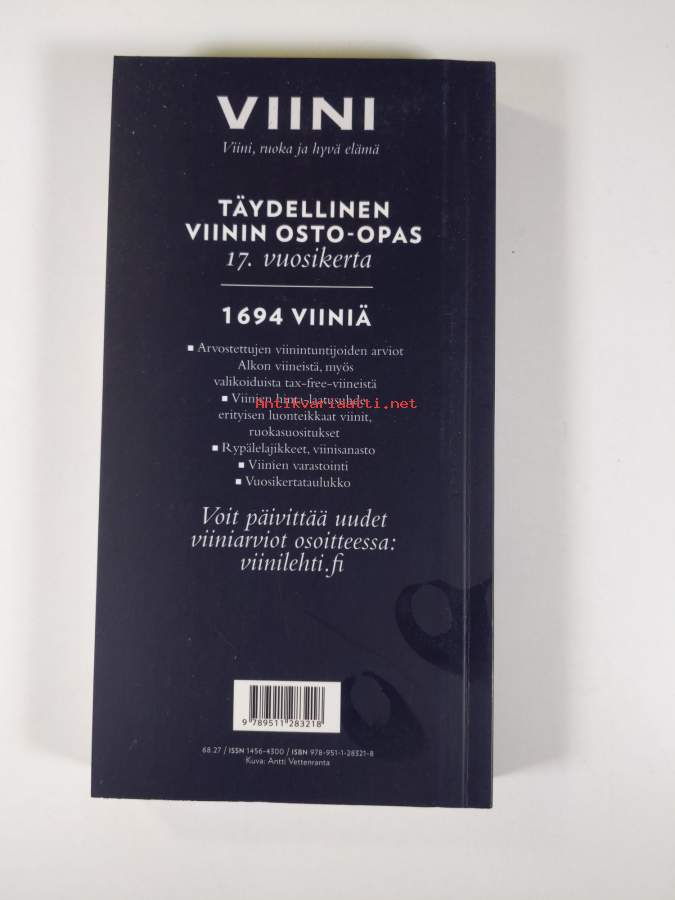 VIINI
Viini, ruoka ja hyvä elämä
TÄYDELLINEN
VIININ OSTO-OPAS
17. vuosikerta
1694 VIINIÄ
▪ Arvostettujen viinintuntijoiden arviot
Alkon viineistä, myös
valikoiduista tax-free-viineistä
▪ Viinien hinta-laatusuhde,
antikvariaatti.net
erityisen luonteikkaat viinit,
ruokasuositukset
▪ Rypälelajikkeet, viinisanasto
▪ Viinien varastointi
▪ Vuosikertataulukko
Voit päivittää uudet
viiniarviot osoitteessa:
viinilehti.fi
9 789511 283218
68.27 / ISSN 1456-4300 / ISBN 978-951-1-28321-8
Kuva: Antti Vettenranta